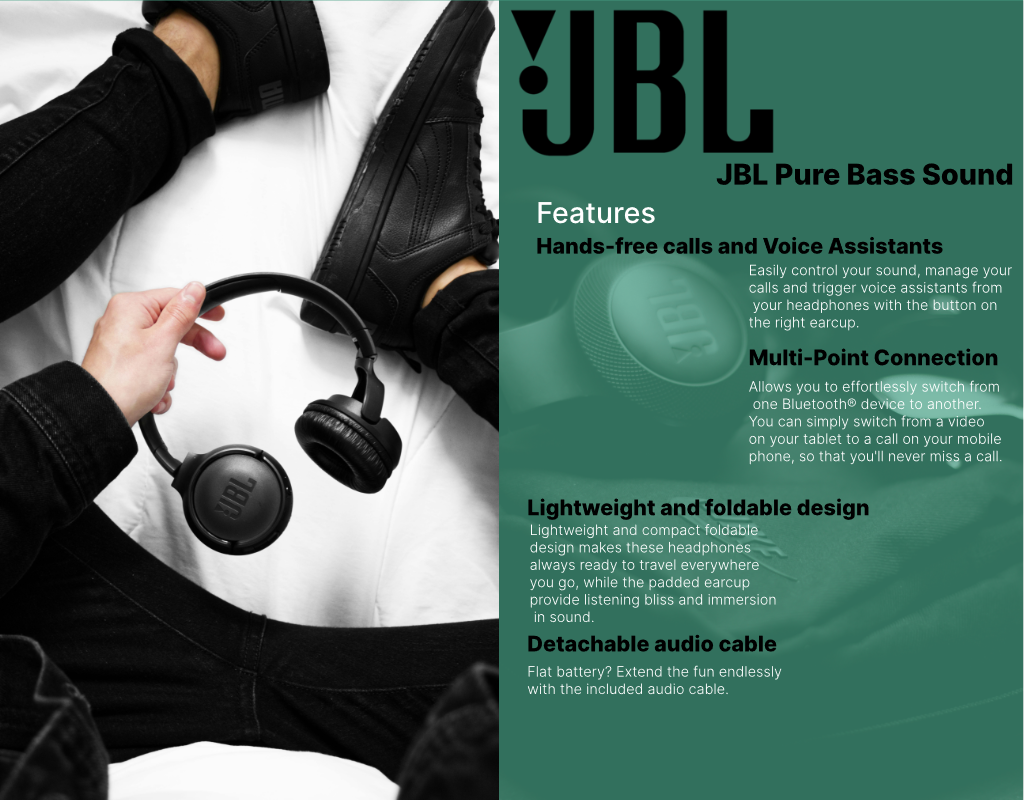 JBL
JBL Pure Bass Sound
Features
Hands-free calls and Voice Assistants
Easily control your sound, manage your
calls and trigger voice assistants from
your headphones with the button on
the right earcup.
JBL
Multi-Point Connection
Allows you to effortlessly switch from
one Bluetooth® device to another.
You can simply switch from a video
on your tablet to a call on your mobile
phone, so that you'll never miss a call.
JBL
Lightweight and foldable design
Lightweight and compact foldable
design makes these headphones
always ready to travel everywhere
you go, while the padded earcup
provide listening bliss and immersion
in sound.
Detachable audio cable
Flat battery? Extend the fun endlessly
with the included audio cable.